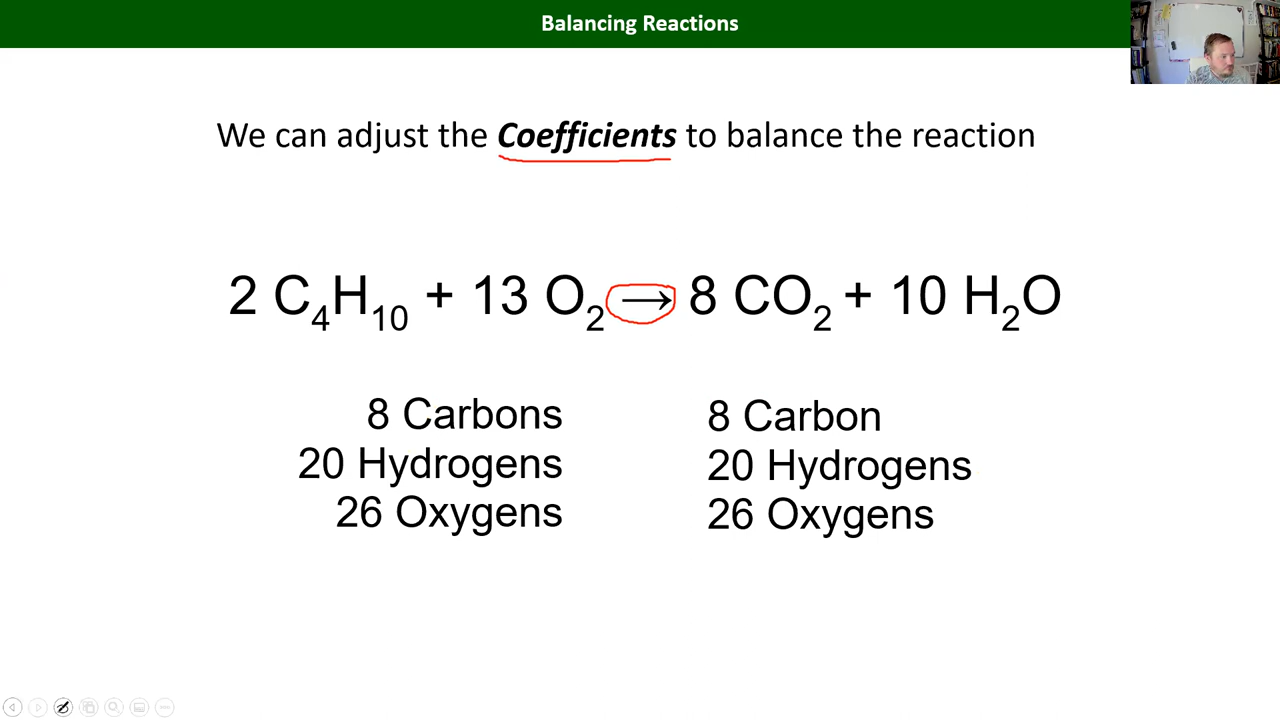 Balancing Reactions
We can adjust the Coefficients to balance the reaction
2 C₄H₁₀ + 13 O₂ → 8 CO₂ + 10 H₂O
8 Carbons
20 Hydrogens
26 Oxygens
8 Carbon
20 Hydrogens
26 Oxygens